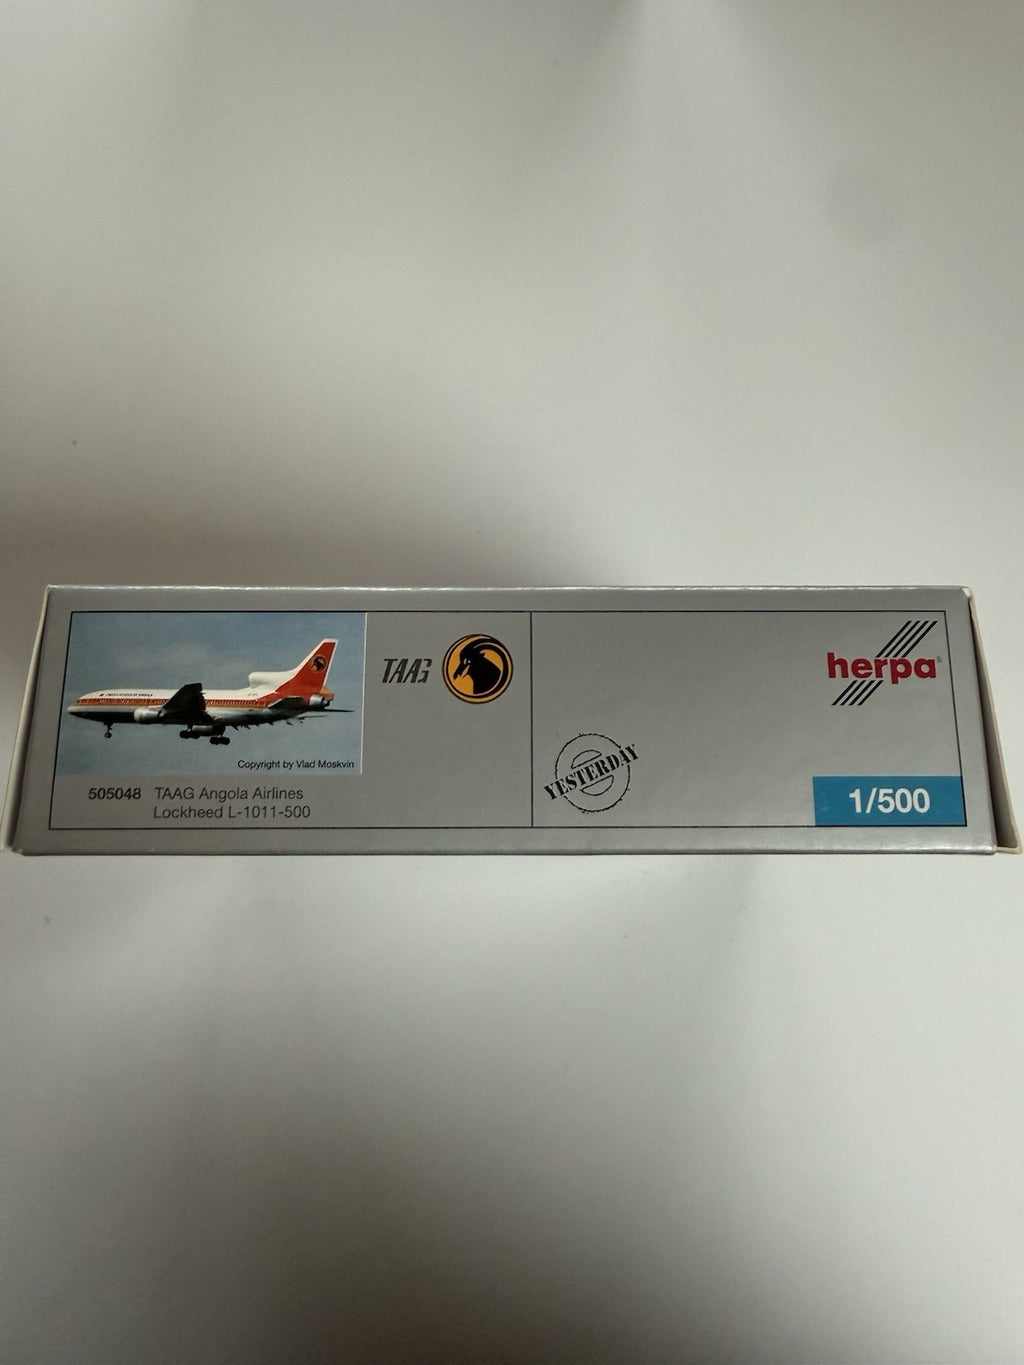 TAAG
herpa®
Copyright by Vlad Moskvin
YESTERDAY
505048 TAAG Angola Airlines
Lockheed L-1011-500
1/500